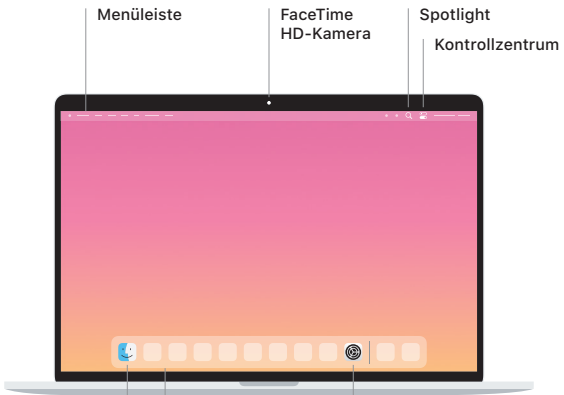 Menüleiste
FaceTime
HD-Kamera
Spotlight
Kontrollzentrum